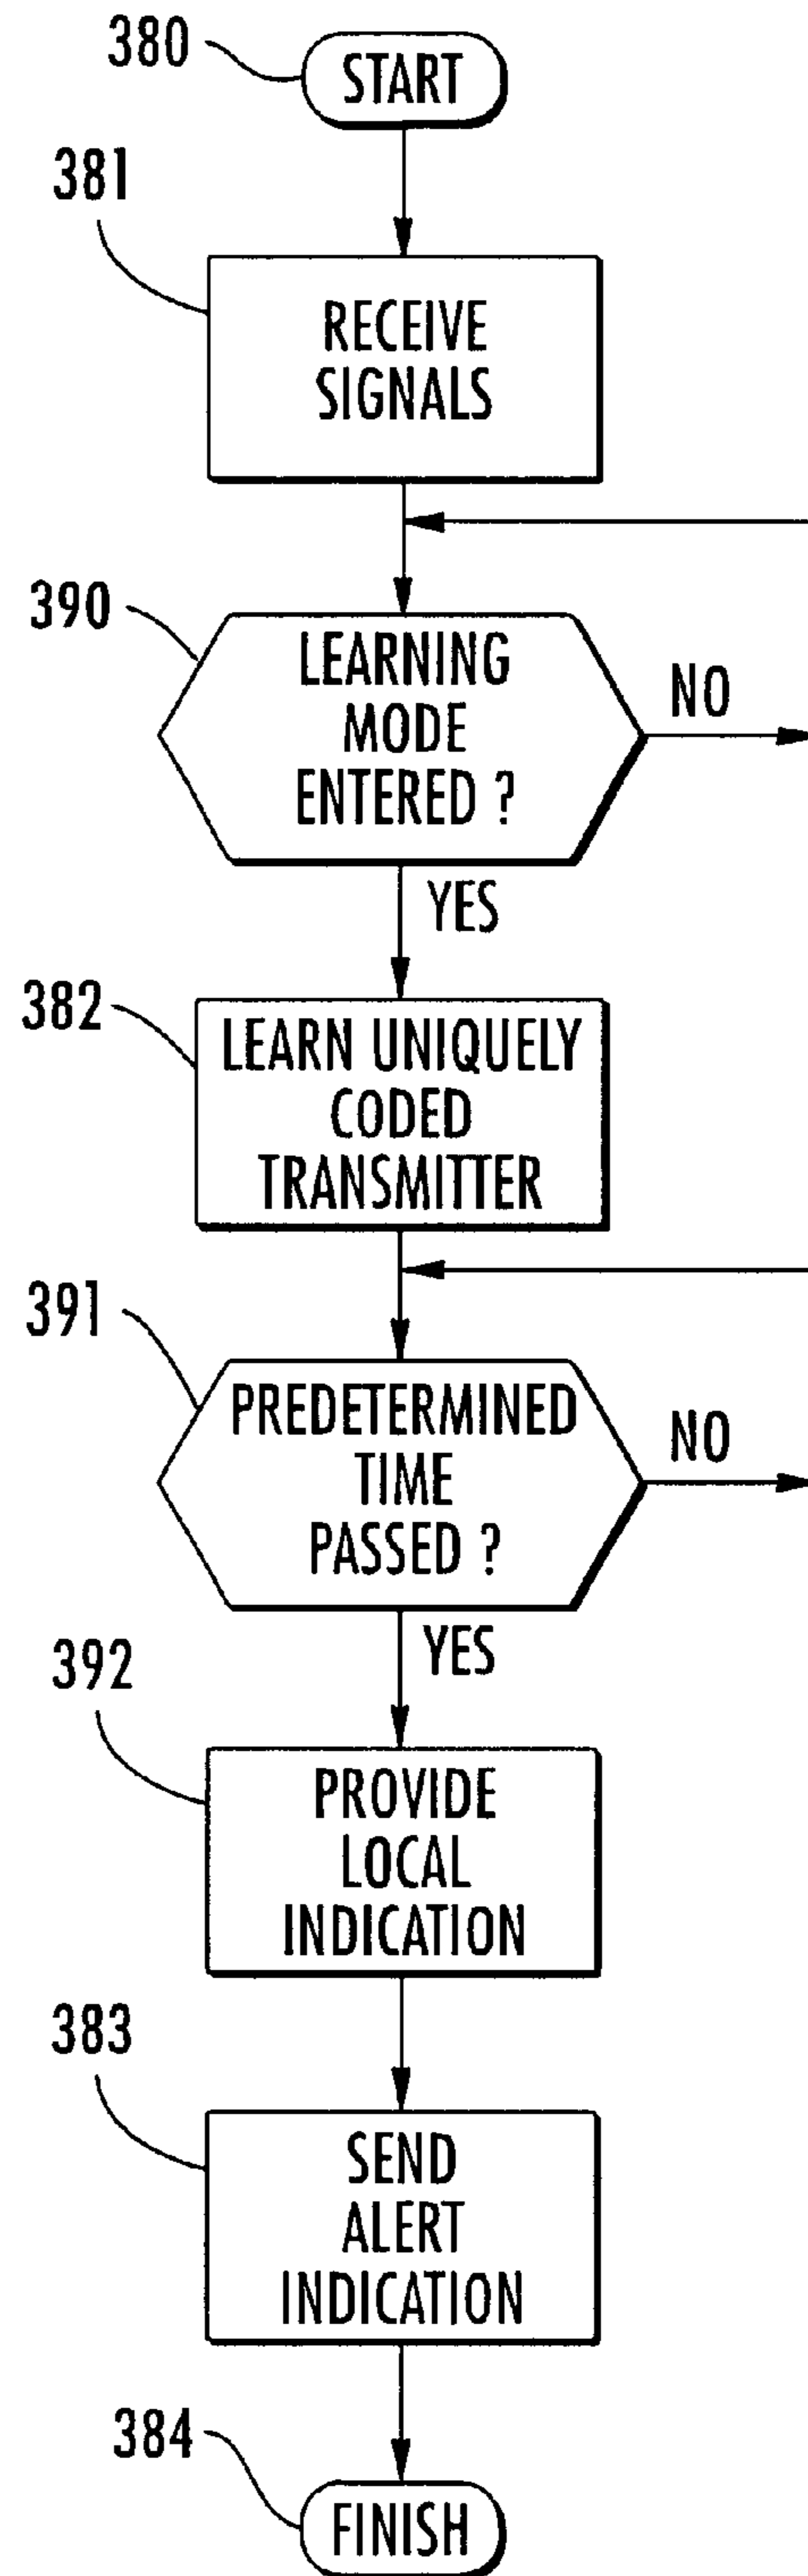 380
START
381
RECEIVE
SIGNALS
390
LEARNING
MODE
ENTERED ?
NO
YES
382
LEARN UNIQUELY
CODED
TRANSMITTER
391
PREDETERMINED
TIME
PASSED ?
NO
YES
392
PROVIDE
LOCAL
INDICATION
383
SEND
ALERT
INDICATION
384
FINISH